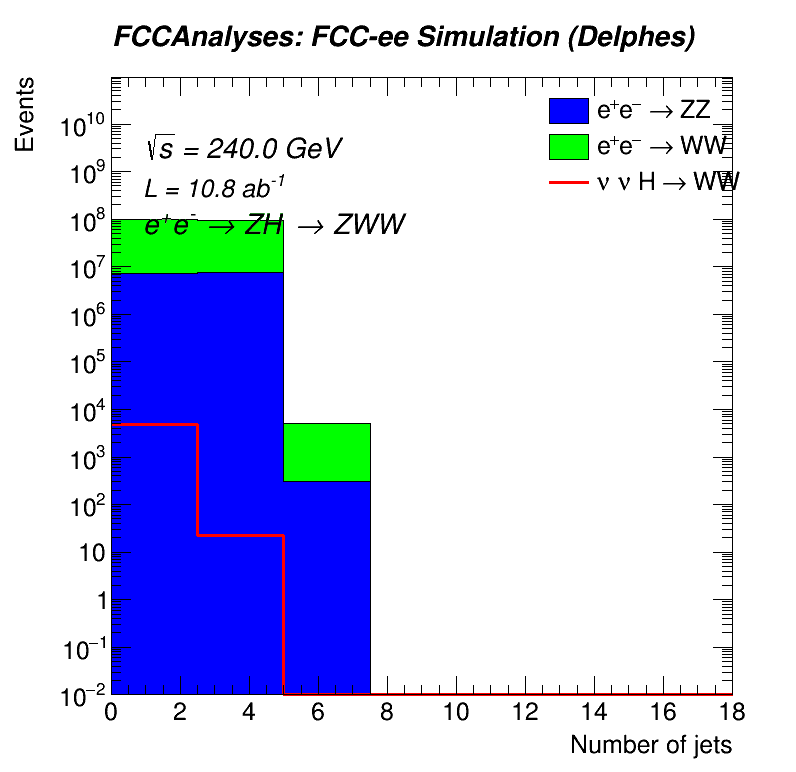 FCCAnalyses: FCC-ee Simulation (Delphes)
Events
e⁺e⁻ → ZZ
e⁺e⁻ → WW
ν ν H → WW
√s = 240.0 GeV
L = 10.8 ab⁻¹
e⁺e⁻ → ZH → ZWW
10¹⁰
10⁹
10⁸
10⁷
10⁶
10⁵
10⁴
10³
10²
10
1
10⁻¹
10⁻²
0 2 4 6 8 10 12 14 16 18
Number of jets